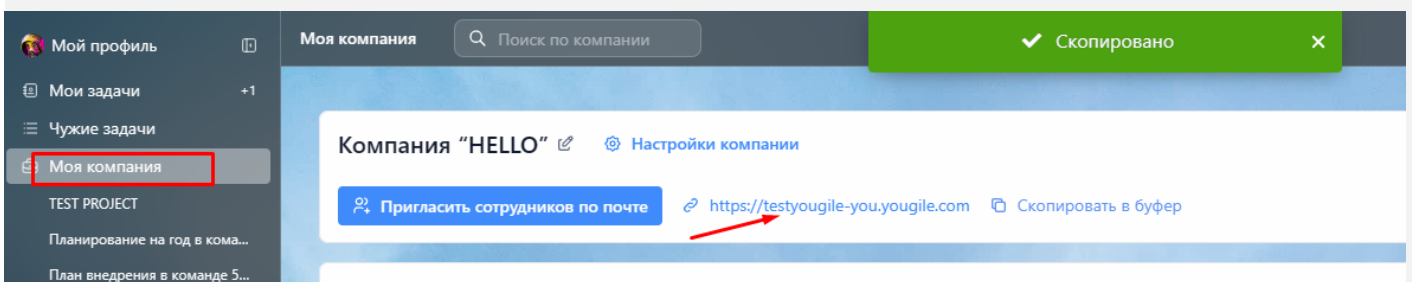 Мой профиль
Мои задачи +1
Чужие задачи
Моя компания
TEST PROJECT
Планирование на год в кома...
План внедрения в команде 5...
Моя компания
Поиск по компании
Скопировано
Компания “HELLO”
Настройки компании
Пригласить сотрудников по почте
https://testyougile-you.yougile.com
Скопировать в буфер